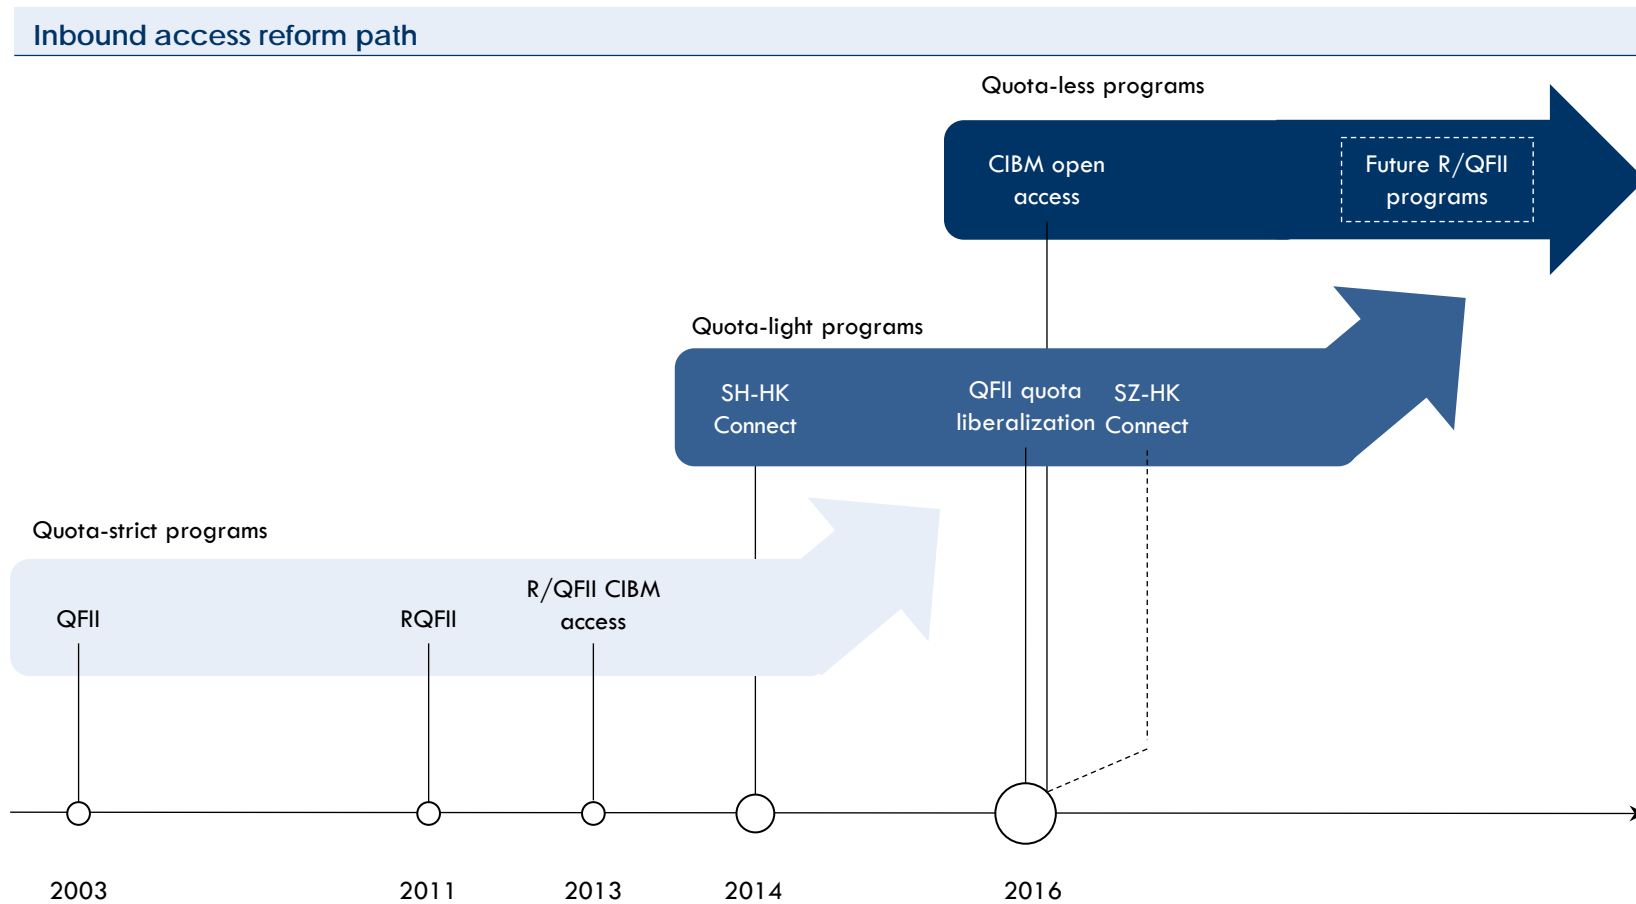 Inbound access reform path
Quota-less programs
CIBM open
access
Future R/QFII
programs
Quota-light programs
SH-HK
Connect
QFII quota
liberalization
SZ-HK
Connect
Quota-strict programs
QFII
RQFII
R/QFII CIBM
access
2003
2011
2013
2014
2016